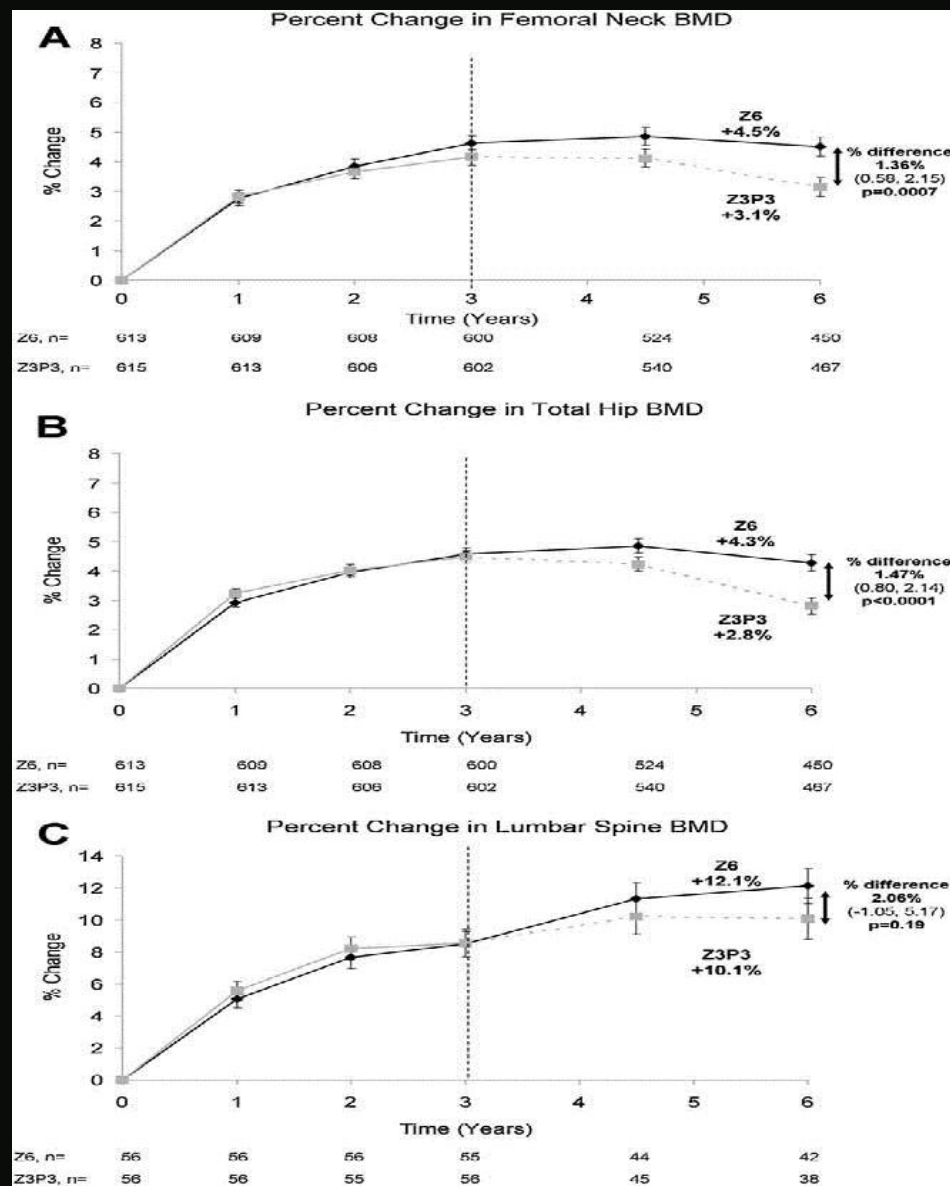 A
Percent Change in Femoral Neck BMD
8
7
6
5
4
3
2
1
0
% Change
Z6
+4.5%
Z3P3
+3.1%
% difference
1.36%
(0.58, 2.15)
p=0.0007
0 1 2 3 4 5 6
Time (Years)
Z6, n= 613 609 608 600 524 450
Z3P3, n= 615 613 606 602 540 467
B
Percent Change in Total Hip BMD
8
7
6
5
4
3
2
1
0
% Change
Z6
+4.3%
Z3P3
+2.8%
% difference
1.47%
(0.80, 2.14)
p<0.0001
0 1 2 3 4 5 6
Time (Years)
Z6, n= 613 609 608 600 524 450
Z3P3, n= 615 613 606 602 540 467
C
Percent Change in Lumbar Spine BMD
14
12
10
8
6
4
2
0
% Change
Z6
+12.1%
Z3P3
+10.1%
% difference
2.06%
(-1.05, 5.17)
p=0.19
0 1 2 3 4 5 6
Time (Years)
Z6, n= 56 56 56 55 44 42
Z3P3, n= 56 56 55 56 45 38